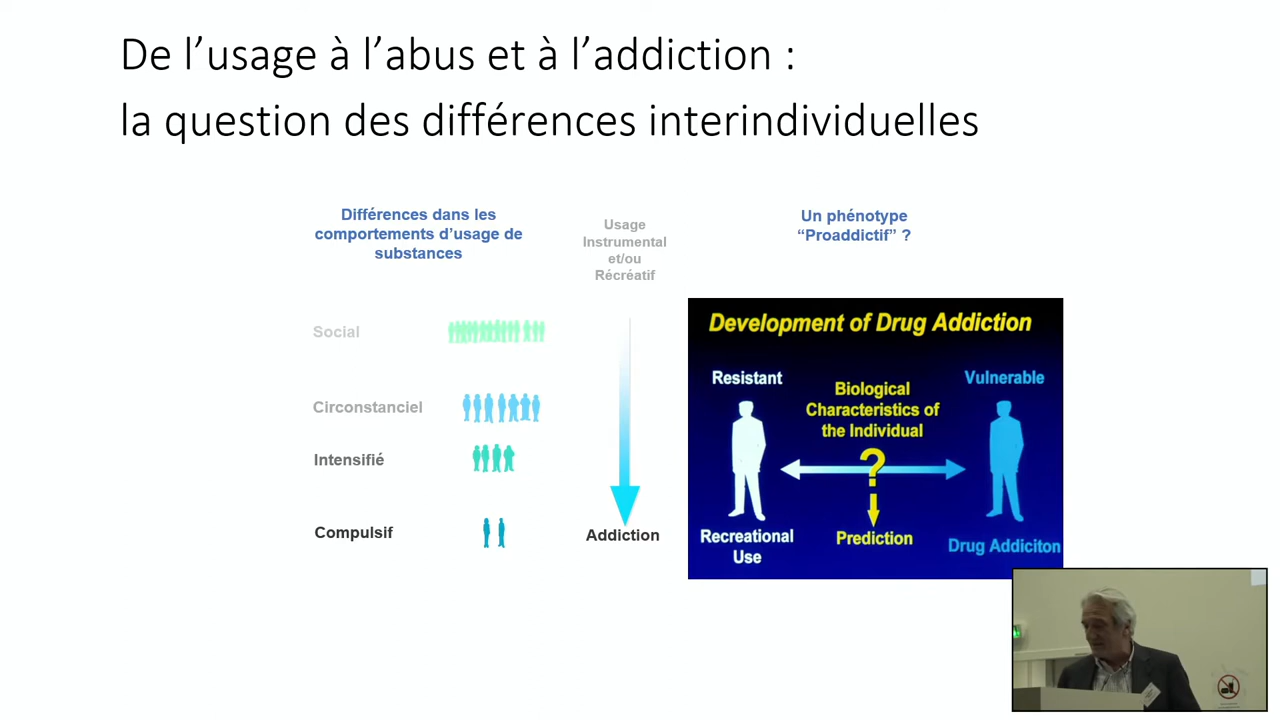 De l’usage à l’abus et à l’addiction :
la question des différences interindividuelles
Différences dans les
comportements d’usage de
substances
Usage
Instrumental
et/ou
Récréatif
Un phénotype
“Proaddictif” ?
Social
Circonstanciel
Intensifié
Compulsif
Addiction
Development of Drug Addiction
Resistant
Biological
Characteristics of
the Individual
Vulnerable
?
Recreational
Use
Prediction
Drug Addiciton